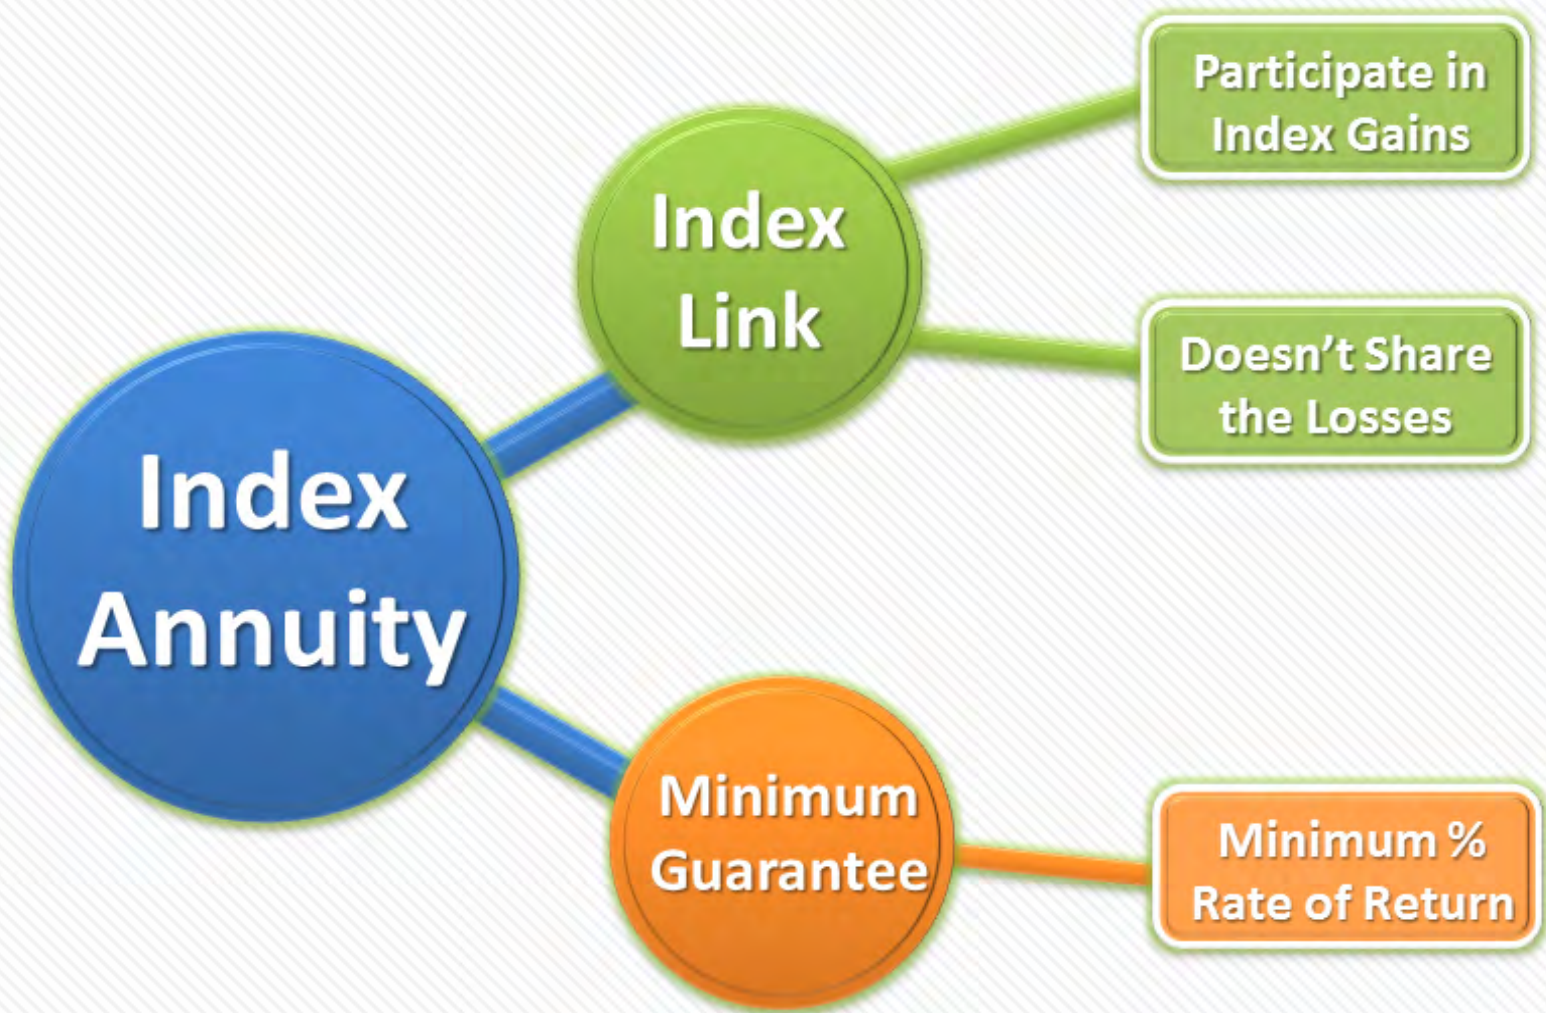 Index
Annuity
Index
Link
Participate in
Index Gains
Doesn’t Share
the Losses
Minimum
Guarantee
Minimum %
Rate of Return